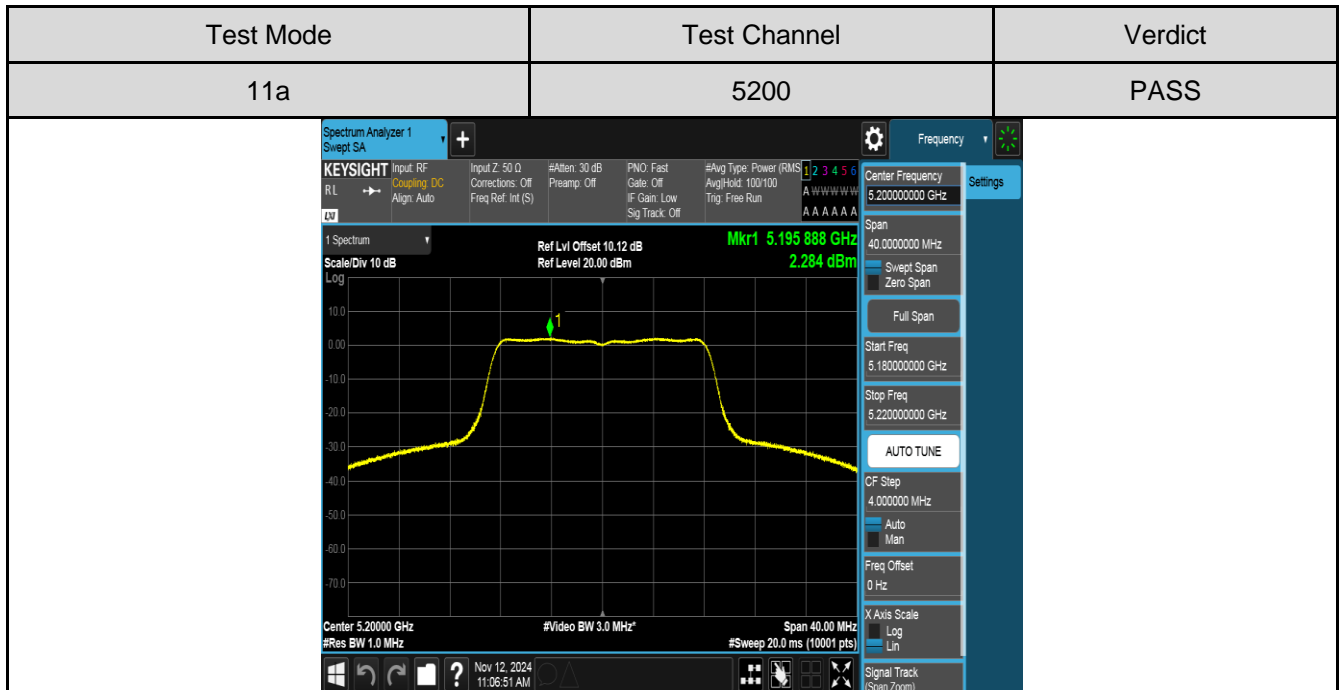 Test Mode Test Channel Verdict
11a 5200 PASS
Spectrum Analyzer 1
Swept SA
+
Frequency
KEYSIGHT
RL
LXI
Input: RF
Coupling: DC
Align: Auto
Input Z: 50 Ω
Corrections: Off
Freq Ref: Int (S)
#Atten: 30 dB
Preamp: Off
PNO: Fast
Gate: Off
IF Gain: Low
Sig Track: Off
#Avg Type: Power (RMS
Avg|Hold: 100/100
Trig: Free Run
1 2 3 4 5 6
A W W W W W
A A A A A A
1 Spectrum
Scale/Div 10 dB
Log
Ref Lvl Offset 10.12 dB
Ref Level 20.00 dBm
Mkr1 5.195 888 GHz
2.284 dBm
1
10.0
0.00
-10.0
-20.0
-30.0
-40.0
-50.0
-60.0
-70.0
Center 5.20000 GHz
#Res BW 1.0 MHz
#Video BW 3.0 MHz*
Span 40.00 MHz
#Sweep 20.0 ms (10001 pts)
?
Nov 12, 2024
11:06:51 AM
Center Frequency
5.200000000 GHz
Settings
Span
40.0000000 MHz
Swept Span
Zero Span
Full Span
Start Freq
5.180000000 GHz
Stop Freq
5.220000000 GHz
AUTO TUNE
CF Step
4.000000 MHz
Auto
Man
Freq Offset
0 Hz
X Axis Scale
Log
Lin
Signal Track
(Span Zoom)